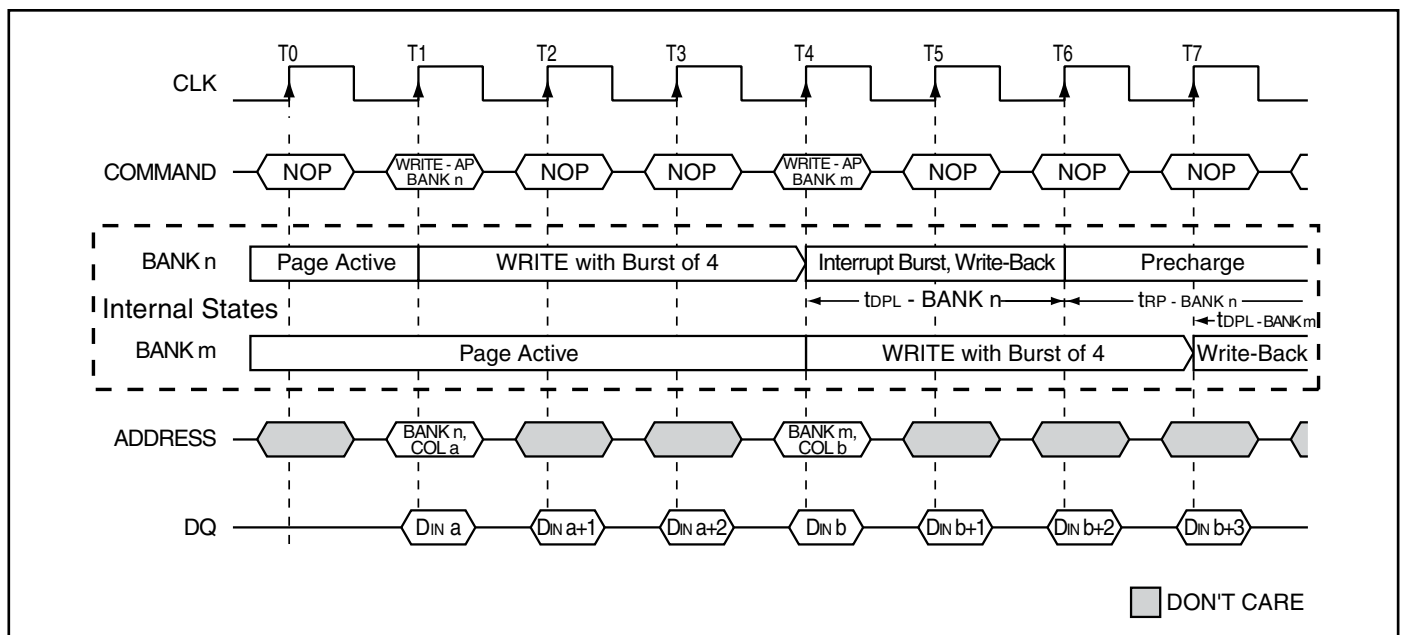 T0 T1 T2 T3 T4 T5 T6 T7
CLK
COMMAND NOP WRITE - AP BANK n NOP NOP WRITE - AP BANK m NOP NOP NOP
BANK n Page Active WRITE with Burst of 4 Interrupt Burst, Write-Back Precharge
tDPL - BANK n tRP - BANK n
Internal States
tDPL - BANK m
BANK m Page Active WRITE with Burst of 4 Write-Back
ADDRESS BANK n, COL a BANK m, COL b
DQ DIN a DIN a+1 DIN a+2 DIN b DIN b+1 DIN b+2 DIN b+3
DON'T CARE